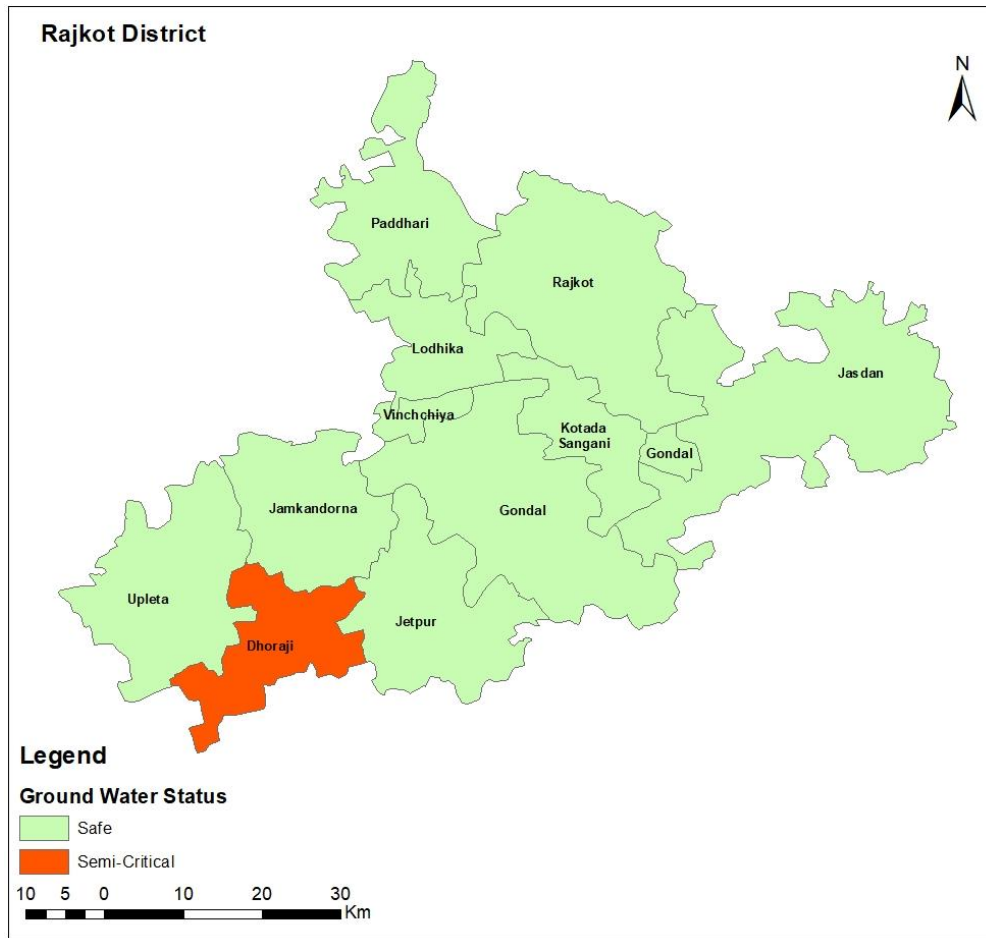 Rajkot District
N
Paddhari
Rajkot
Lodhika
Jasdan
Vinchchiya
Kotada
Sangani
Gondal
Jamkandorna
Gondal
Upleta
Jetpur
Dhoraji
Legend
Ground Water Status
Safe
Semi-Critical
10 5 0 10 20 30
Km